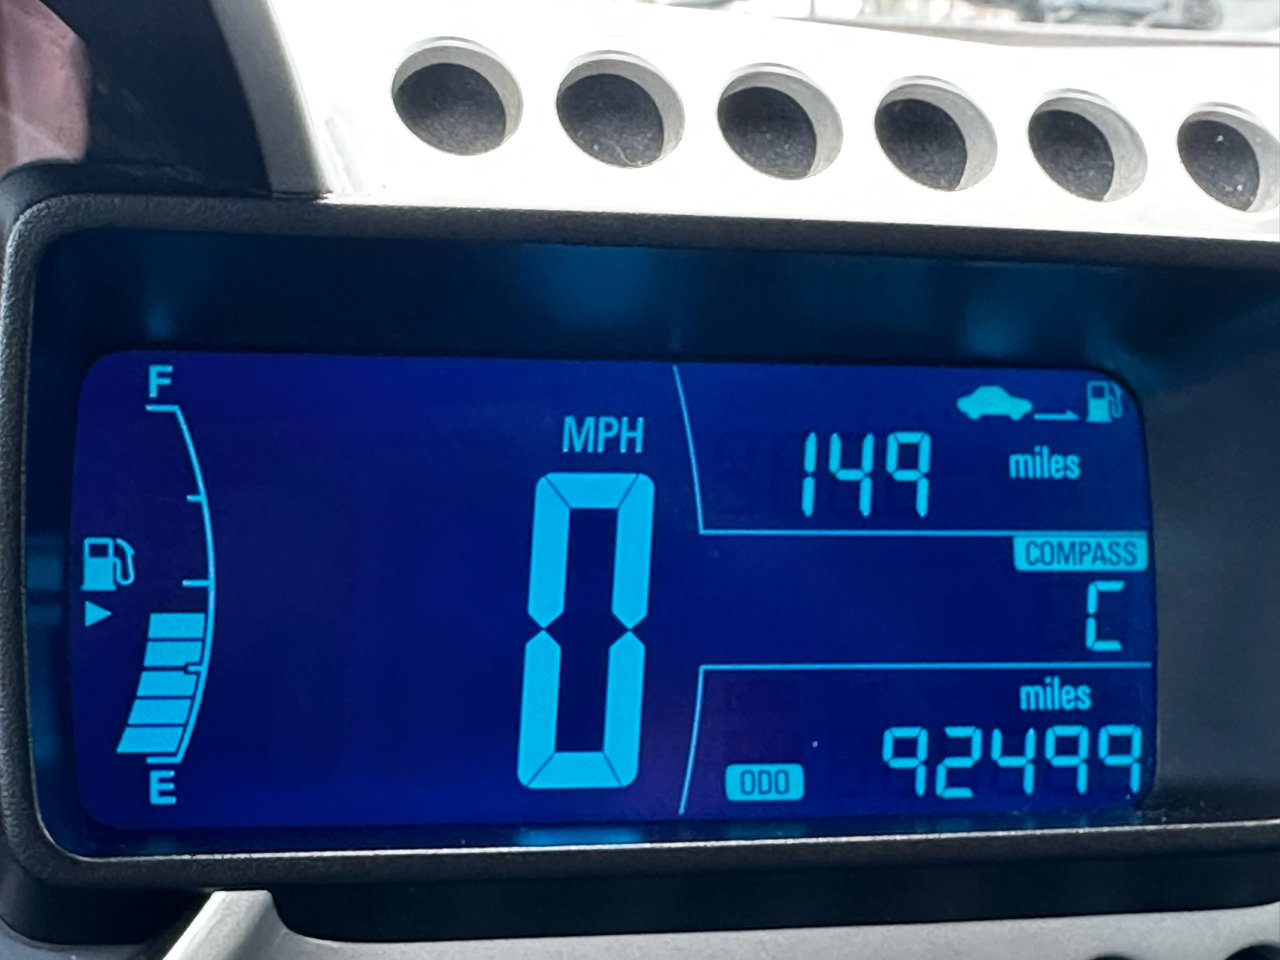 F
MPH
149 miles
COMPASS
0
C
miles
ODO 92499
E